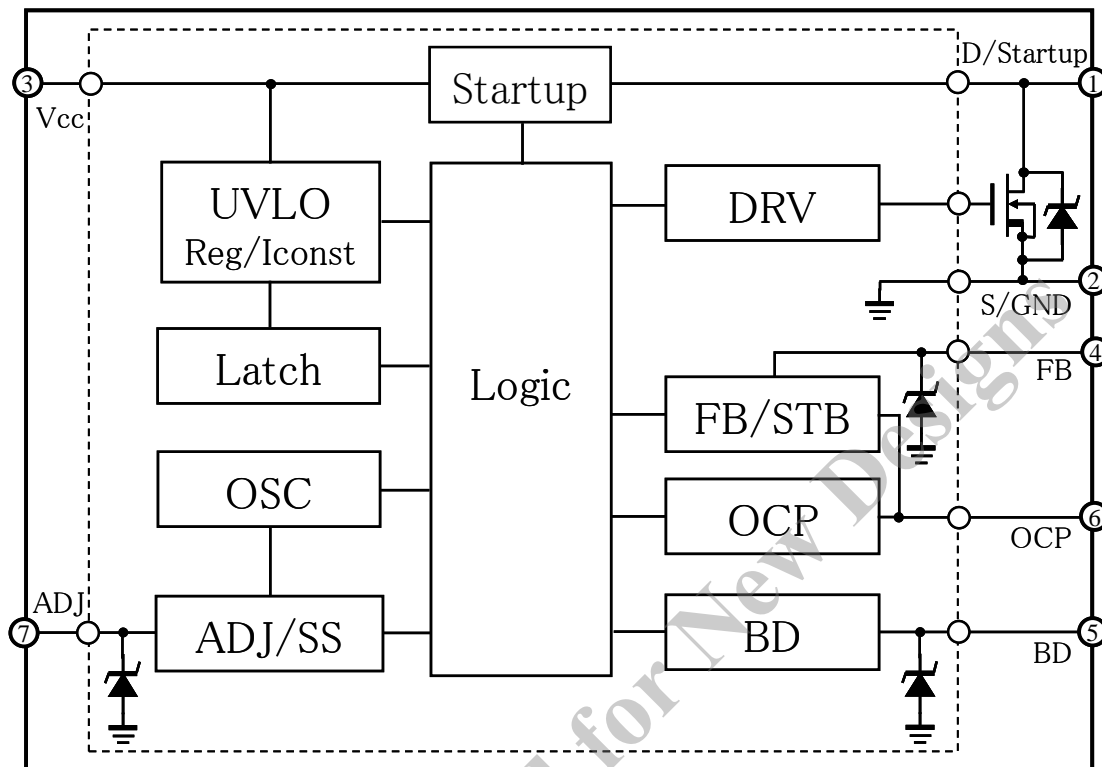 D/Startup
3
Startup
1
Vcc
UVLO
Reg/Iconst
DRV
2
S/GND
Latch
Logic
4
FB
FB/STB
OSC
OCP
6
OCP
ADJ
7
ADJ/SS
BD
5
BD
for New Designs